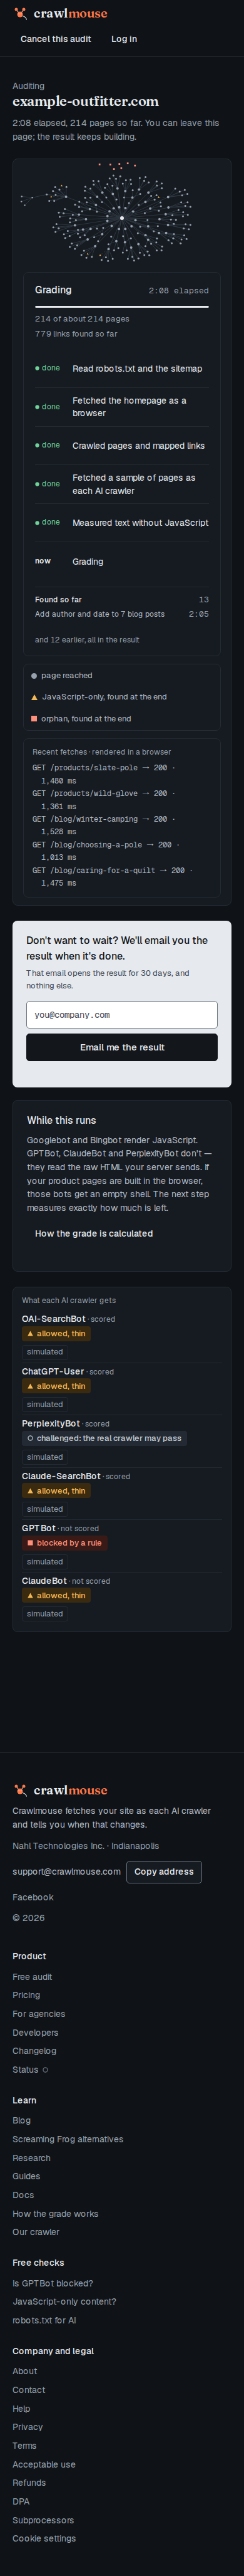 crawlmouse
Cancel this audit Log in
Auditing
example-outfitter.com
2:08 elapsed, 214 pages so far. You can leave this
page; the result keeps building.
Grading 2:08 elapsed
214 of about 214 pages
779 links found so far
done Read robots.txt and the sitemap
done Fetched the homepage as a
browser
done Crawled pages and mapped links
done Fetched a sample of pages as
each AI crawler
done Measured text without JavaScript
now Grading
Found so far 13
Add author and date to 7 blog posts 2:05
and 12 earlier, all in the result
page reached
JavaScript-only, found at the end
orphan, found at the end
Recent fetches · rendered in a browser
GET /products/slate-pole → 200 ·
1,480 ms
GET /products/wild-glove → 200 ·
1,361 ms
GET /blog/winter-camping → 200 ·
1,528 ms
GET /blog/choosing-a-pole → 200 ·
1,013 ms
GET /blog/caring-for-a-quilt → 200 ·
1,475 ms
Don't want to wait? We'll email you the
result when it's done.
That email opens the result for 30 days, and
nothing else.
you@company.com
Email me the result
While this runs
Googlebot and Bingbot render JavaScript.
GPTBot, ClaudeBot and PerplexityBot don't —
they read the raw HTML your server sends. If
your product pages are built in the browser,
those bots get an empty shell. The next step
measures exactly how much is left.
How the grade is calculated
What each AI crawler gets
OAI-SearchBot · scored
allowed, thin
simulated
ChatGPT-User · scored
allowed, thin
simulated
PerplexityBot · scored
challenged: the real crawler may pass
simulated
Claude-SearchBot · scored
allowed, thin
simulated
GPTBot · not scored
blocked by a rule
simulated
ClaudeBot · not scored
allowed, thin
simulated
crawlmouse
Crawlmouse fetches your site as each AI crawler
and tells you when that changes.
Nahl Technologies Inc. · Indianapolis
support@crawlmouse.com Copy address
Facebook
© 2026
Product
Free audit
Pricing
For agencies
Developers
Changelog
Status
Learn
Blog
Screaming Frog alternatives
Research
Guides
Docs
How the grade works
Our crawler
Free checks
Is GPTBot blocked?
JavaScript-only content?
robots.txt for AI
Company and legal
About
Contact
Help
Privacy
Terms
Acceptable use
Refunds
DPA
Subprocessors
Cookie settings